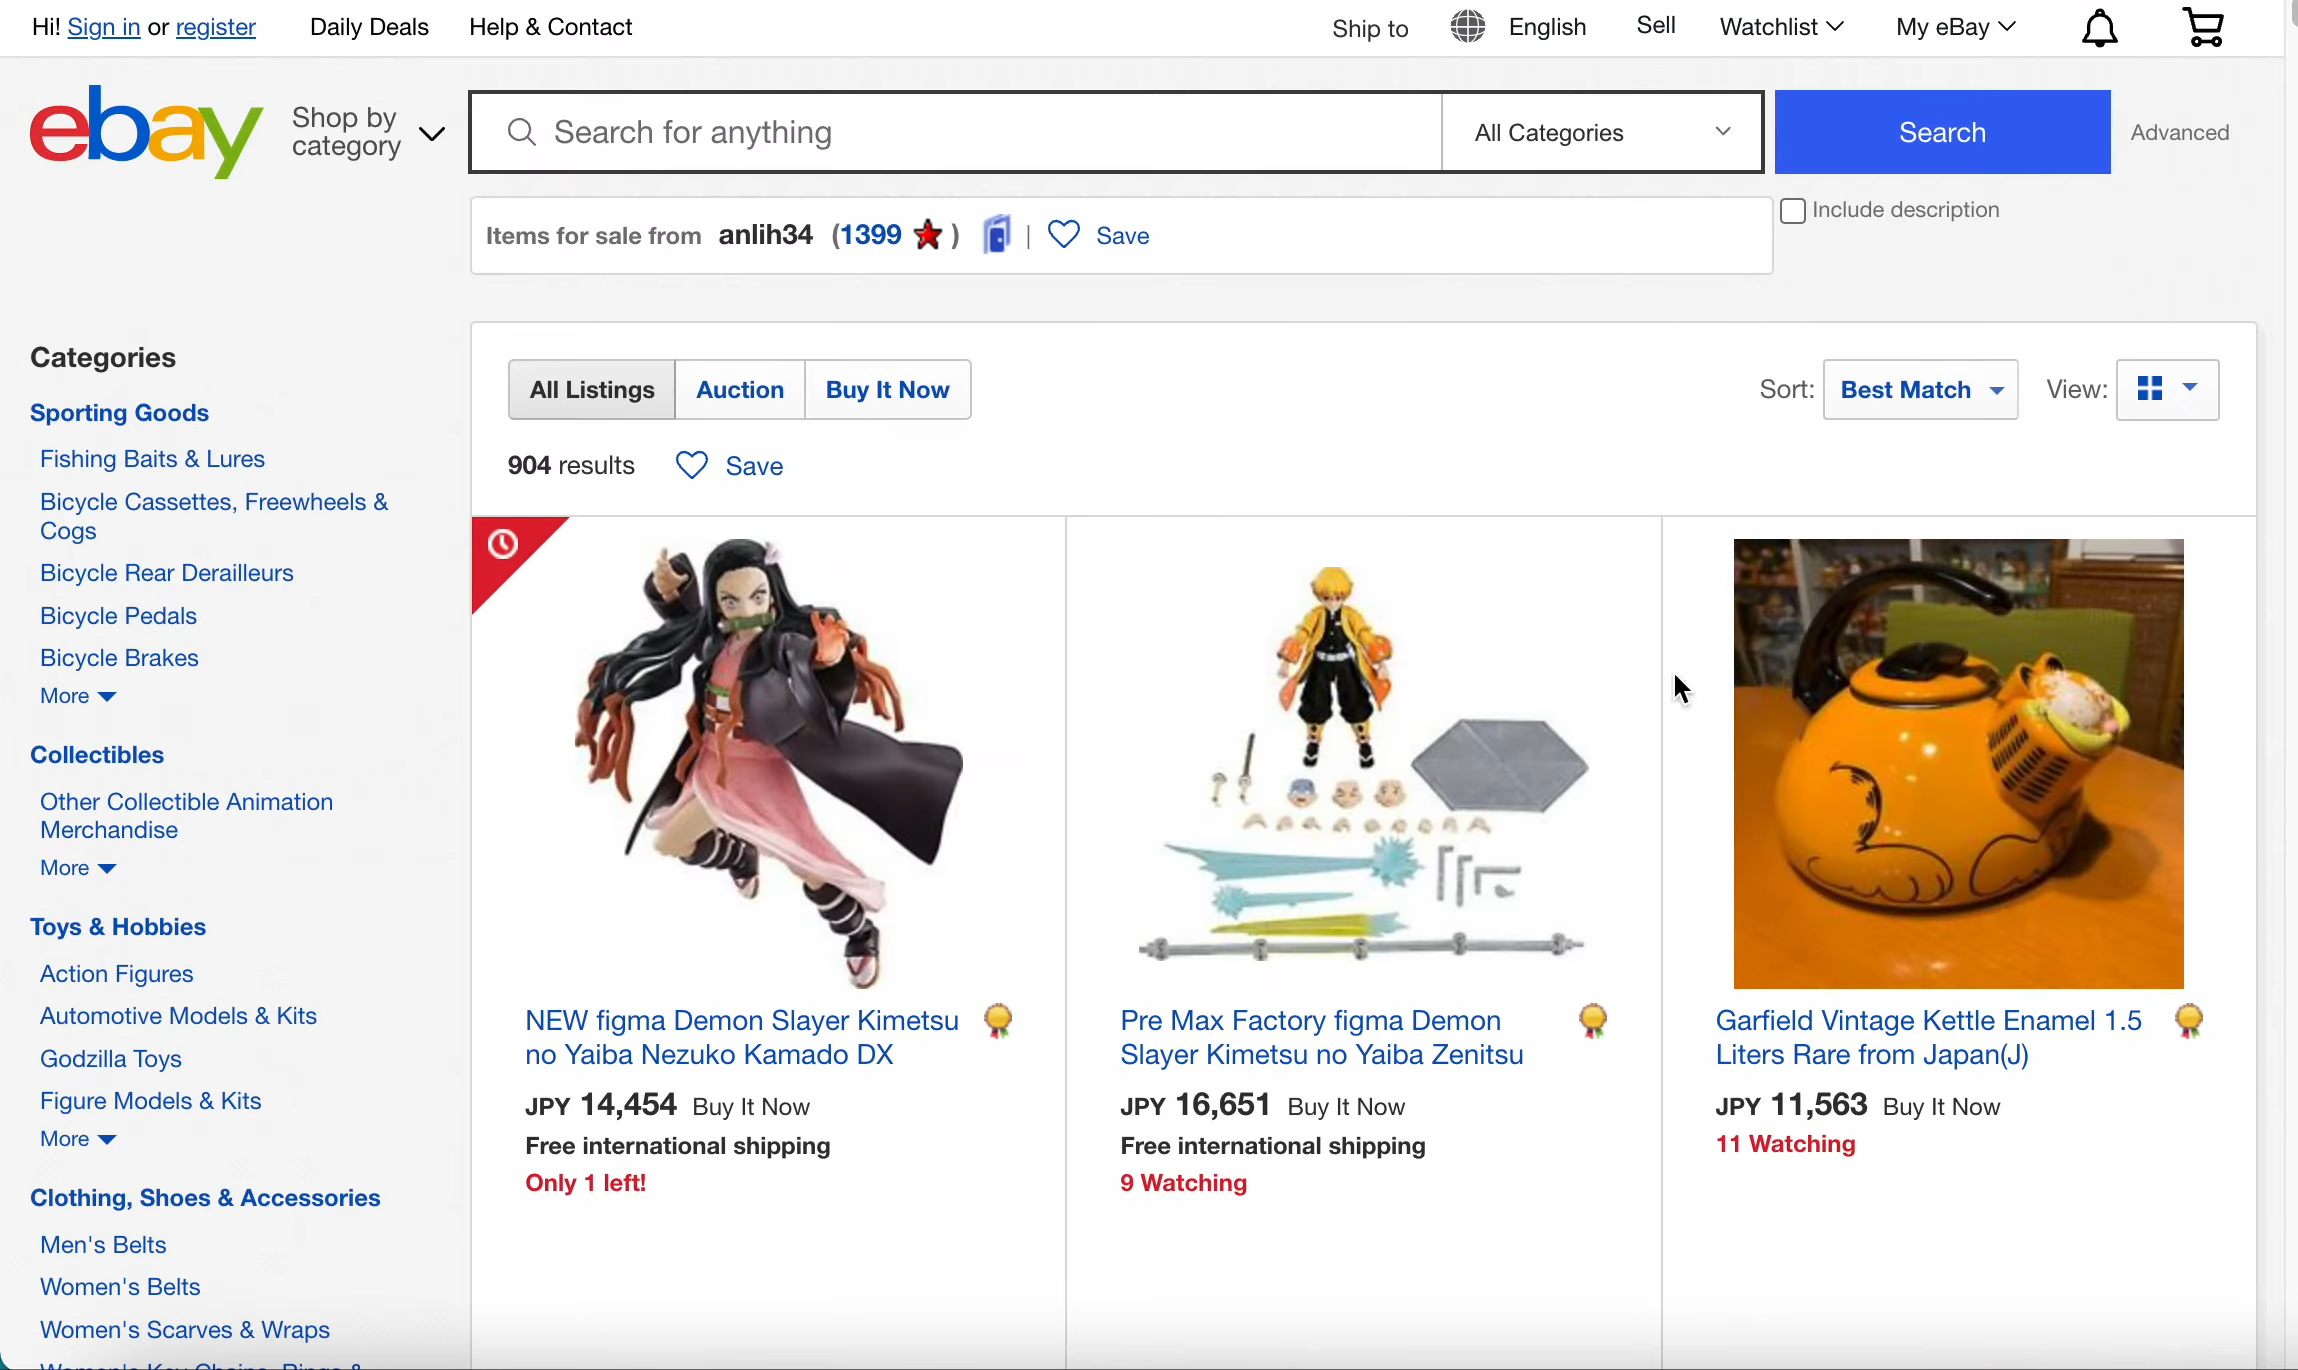 Hi! Sign in or register Daily Deals Help & Contact Ship to English Sell Watchlist My eBay
ebay
Shop by
category
Search for anything
All Categories
Search
Advanced
Items for sale from anlih34 (1399 ) | Save
Include description
Categories
Sporting Goods
Fishing Baits & Lures
Bicycle Cassettes, Freewheels &
Cogs
Bicycle Rear Derailleurs
Bicycle Pedals
Bicycle Brakes
More
Collectibles
Other Collectible Animation
Merchandise
More
Toys & Hobbies
Action Figures
Automotive Models & Kits
Godzilla Toys
Figure Models & Kits
More
Clothing, Shoes & Accessories
Men's Belts
Women's Belts
Women's Scarves & Wraps
Women's Key Chains, Rings &
All Listings Auction Buy It Now
Sort: Best Match View:
904 results Save
NEW figma Demon Slayer Kimetsu
no Yaiba Nezuko Kamado DX
JPY 14,454 Buy It Now
Free international shipping
Only 1 left!
Pre Max Factory figma Demon
Slayer Kimetsu no Yaiba Zenitsu
JPY 16,651 Buy It Now
Free international shipping
9 Watching
Garfield Vintage Kettle Enamel 1.5
Liters Rare from Japan(J)
JPY 11,563 Buy It Now
11 Watching